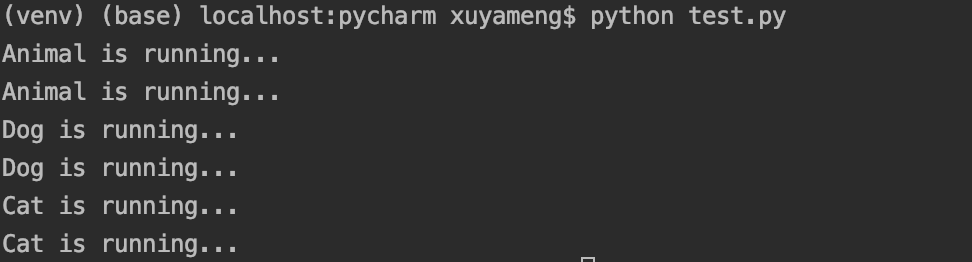 (venv) (base) localhost:pycharm xuyameng$ python test.py
Animal is running...
Animal is running...
Dog is running...
Dog is running...
Cat is running...
Cat is running...